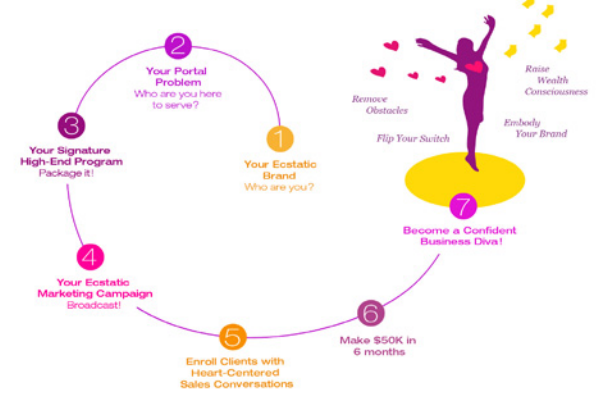 1
Your Ecstatic
Brand
Who are you?
2
Your Portal
Problem
Who are you here
to serve?
3
Your Signature
High-End Program
Package it!
4
Your Ecstatic
Marketing Campaign
Broadcast!
5
Enroll Clients with
Heart-Centered
Sales Conversations
6
Make $50K in
6 months
7
Become a Confident
Business Diva!
Remove
Obstacles
Flip Your Switch
Raise
Wealth
Consciousness
Embody
Your Brand